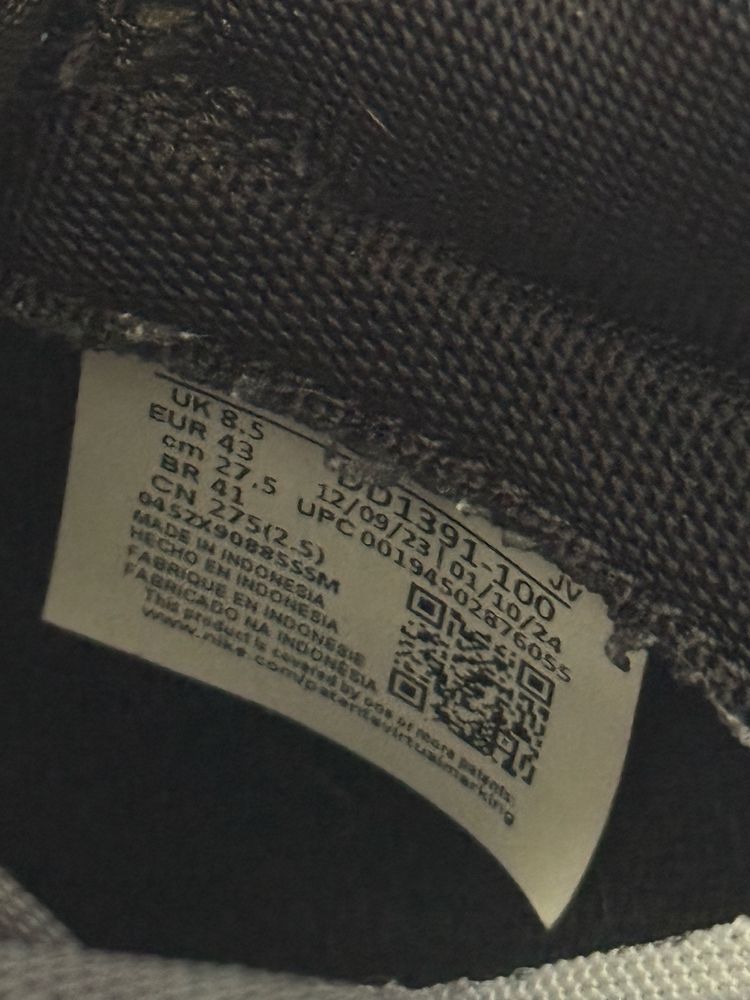 UK 8.5
EUR 43
cm 27.5
BR 41
CN 275(2.5)
0452X90885SSM
MADE IN INDONESIA
HECHO EN INDONESIA
FABRIQUE EN INDONESIE
FABRICADO NA INDONÉSIA
This product is covered by one or more patents:
www.nike.com/patentsvirtualmarking
JV
DD1391-100
12/09/23 | 01/10/24
UPC 00194502876055